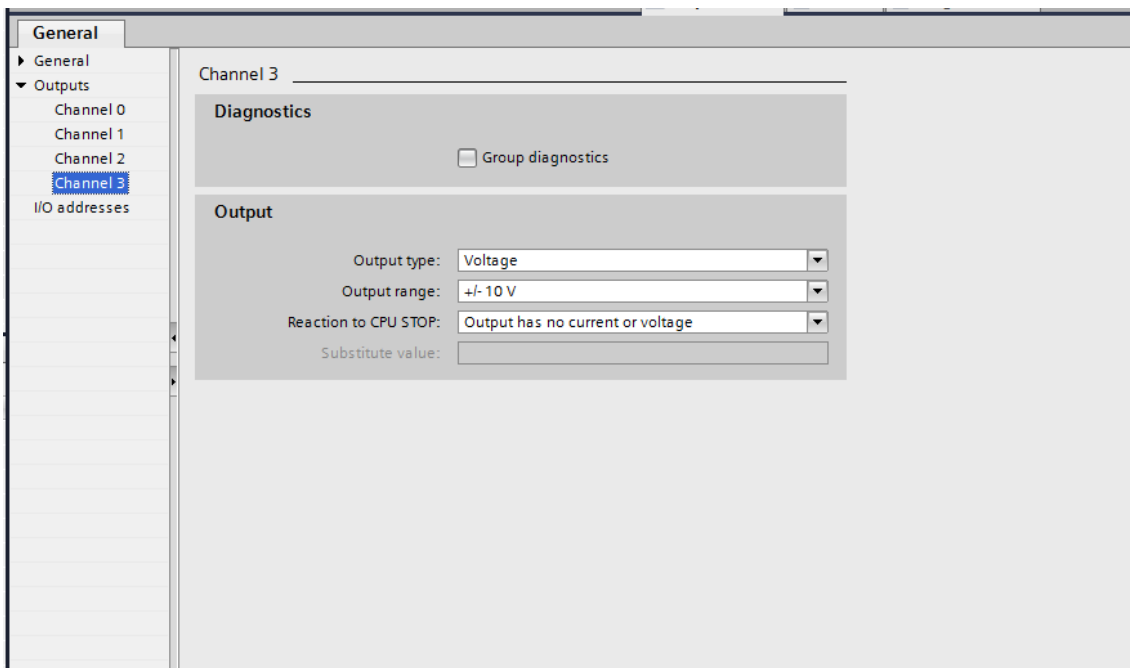 General
General
Outputs
Channel 0
Channel 1
Channel 2
Channel 3
I/O addresses
Channel 3
Diagnostics
Group diagnostics
Output
Output type: Voltage
Output range: +/- 10 V
Reaction to CPU STOP: Output has no current or voltage
Substitute value: